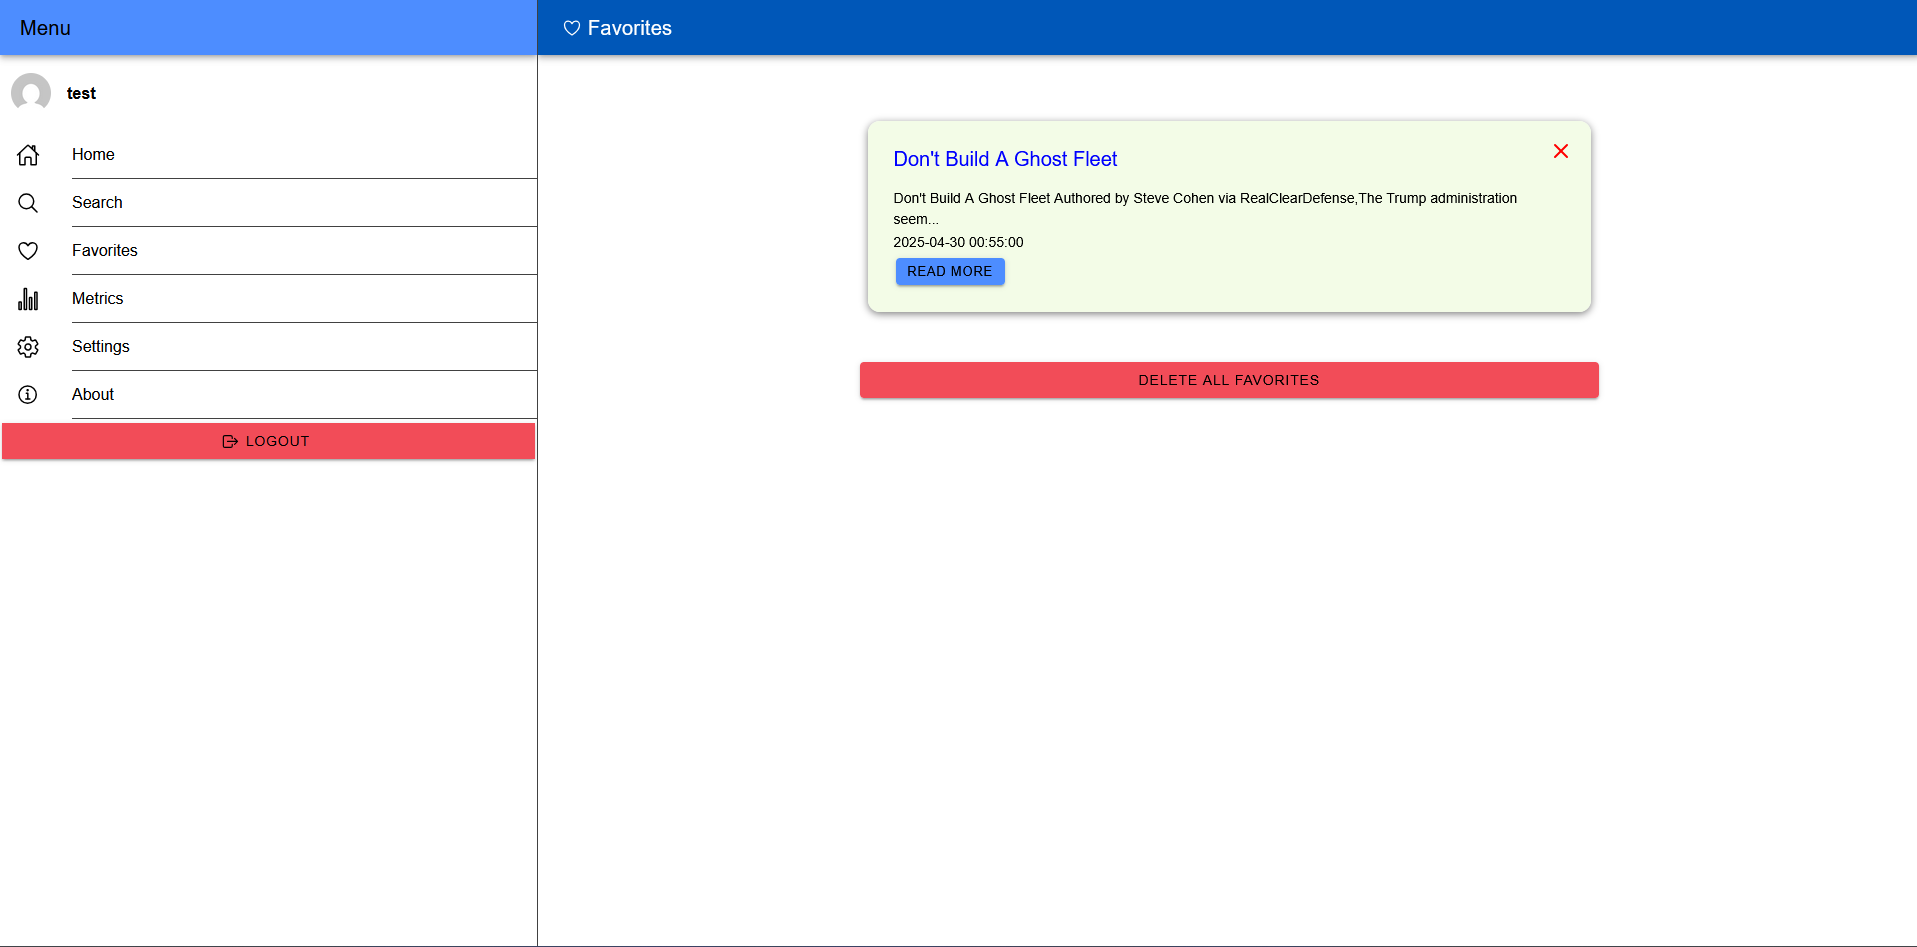 Menu
test
Home
Search
Favorites
Metrics
Settings
About
LOGOUT
Favorites
Don't Build A Ghost Fleet
Don't Build A Ghost Fleet Authored by Steve Cohen via RealClearDefense,The Trump administration
seem...
2025-04-30 00:55:00
READ MORE
DELETE ALL FAVORITES